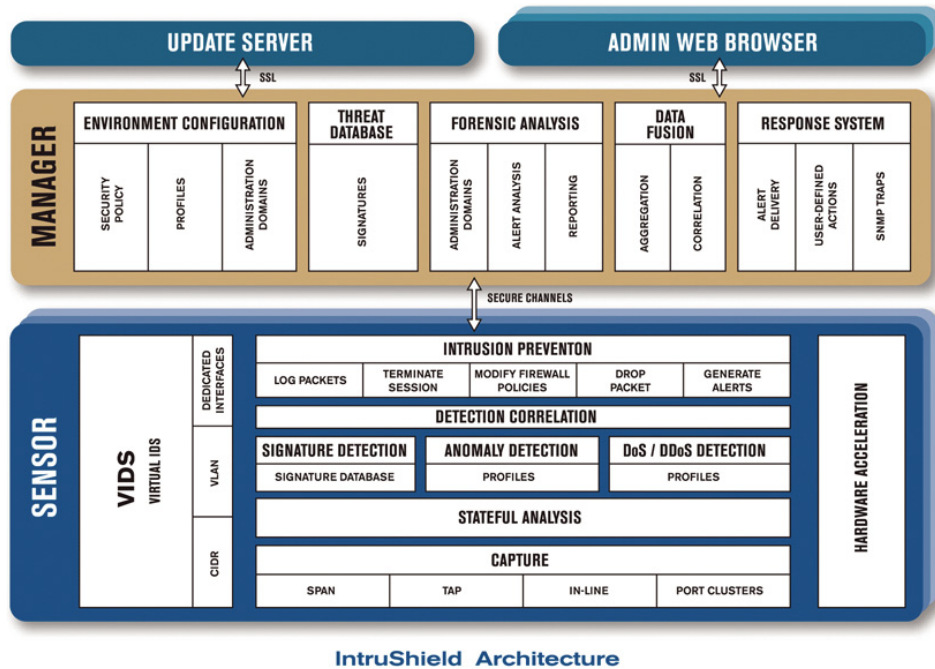 UPDATE SERVER
ADMIN WEB BROWSER
SSL
SSL
MANAGER
ENVIRONMENT CONFIGURATION
SECURITY
POLICY
PROFILES
ADMINISTRATION
DOMAINS
THREAT
DATABASE
SIGNATURES
FORENSIC ANALYSIS
ADMINISTRATION
DOMAINS
ALERT ANALYSIS
REPORTING
DATA
FUSION
AGGREGATION
CORRELATION
RESPONSE SYSTEM
ALERT
DELIVERY
USER-DEFINED
ACTIONS
SNMP TRAPS
SECURE CHANNELS
SENSOR
VIDS
VIRTUAL IDS
DEDICATED
INTERFACES
VLAN
CIDR
INTRUSION PREVENTON
LOG PACKETS
TERMINATE
SESSION
MODIFY FIREWALL
POLICIES
DROP
PACKET
GENERATE
ALERTS
DETECTION CORRELATION
SIGNATURE DETECTION
SIGNATURE DATABASE
ANOMALY DETECTION
PROFILES
DoS / DDoS DETECTION
PROFILES
STATEFUL ANALYSIS
CAPTURE
SPAN
TAP
IN-LINE
PORT CLUSTERS
HARDWARE ACCELERATION
IntruShield Architecture